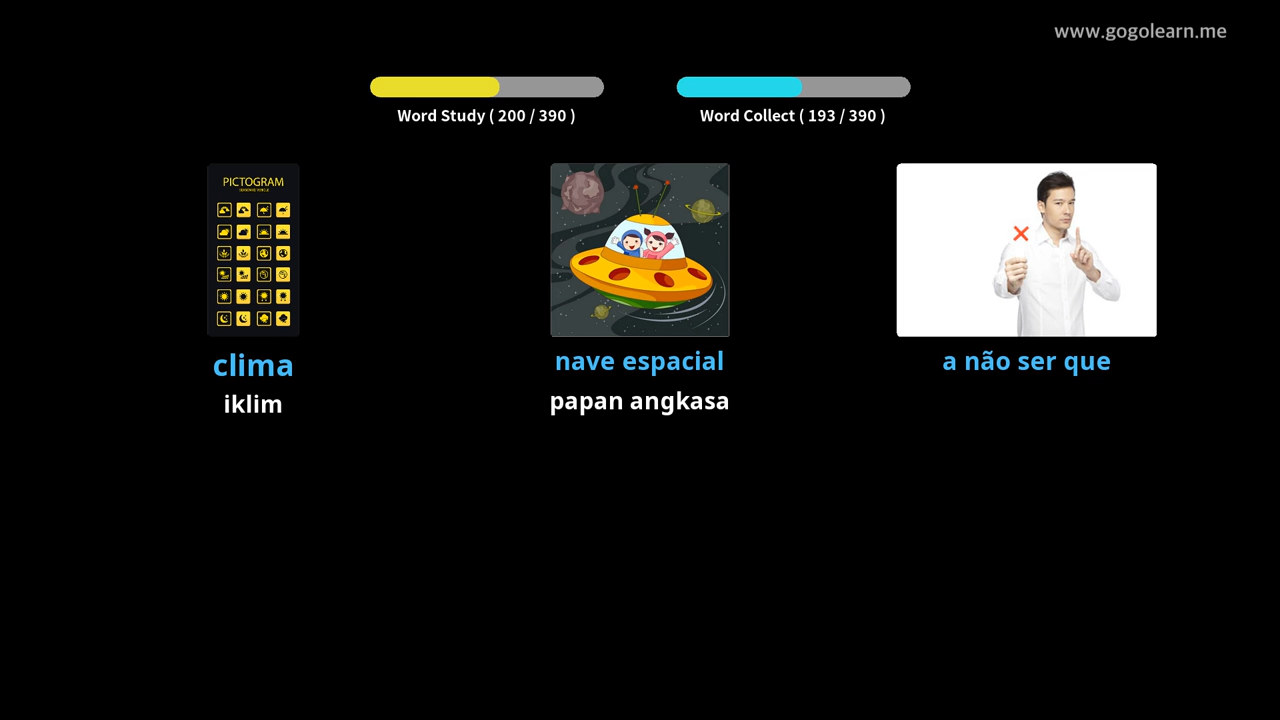 www.gogolearn.me
Word Study ( 200 / 390 )
Word Collect ( 193 / 390 )
PICTOGRAM
clima
iklim
nave espacial
papan angkasa
a não ser que